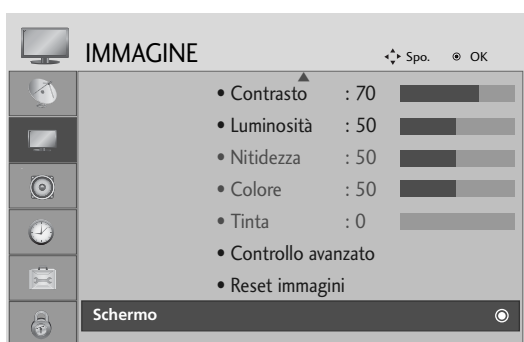 IMMAGINE Spo. OK
• Contrasto : 70
• Luminosità : 50
• Nitidezza : 50
• Colore : 50
• Tinta : 0
• Controllo avanzato
• Reset immagini
Schermo